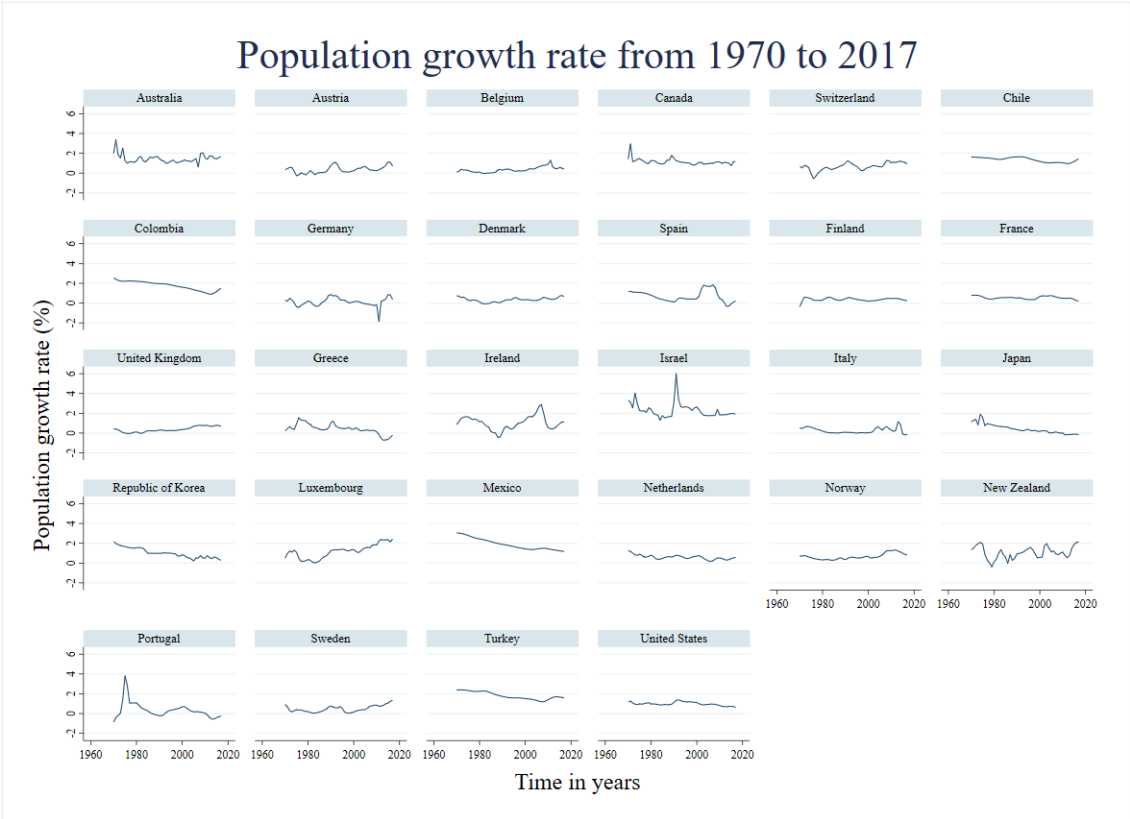 Population growth rate from 1970 to 2017
Australia Austria Belgium Canada Switzerland Chile
6
4
2
0
-2
Colombia Germany Denmark Spain Finland France
6
4
2
0
-2
United Kingdom Greece Ireland Israel Italy Japan
6
4
2
0
-2
Republic of Korea Luxembourg Mexico Netherlands Norway New Zealand
6
4
2
0
-2
1960 1980 2000 2020 1960 1980 2000 2020
Portugal Sweden Turkey United States
6
4
2
0
-2
1960 1980 2000 2020 1960 1980 2000 2020 1960 1980 2000 2020 1960 1980 2000 2020
Population growth rate (%)
Time in years